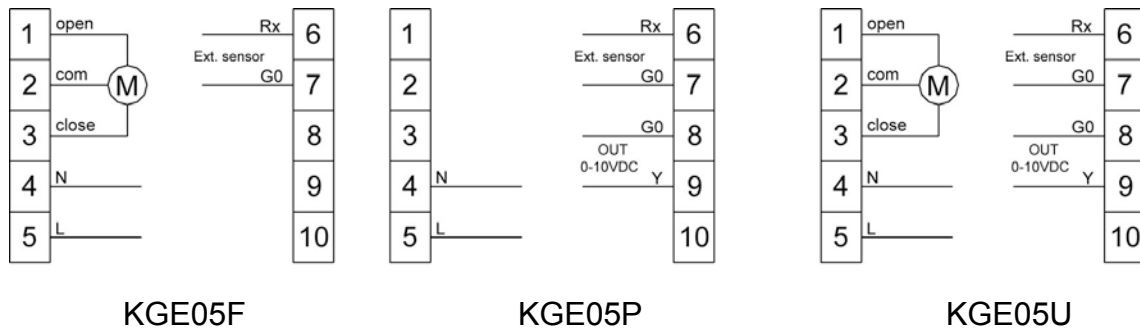 1 open
2 com
3 close
4 N
5 L
M
Rx 6
Ext. sensor
G0 7
8
9
10
KGE05F
1
2
3
4 N
5 L
Rx 6
Ext. sensor
G0 7
G0 8
OUT
0-10VDC
Y 9
10
KGE05P
1 open
2 com
3 close
4 N
5 L
M
Rx 6
Ext. sensor
G0 7
G0 8
OUT
0-10VDC
Y 9
10
KGE05U